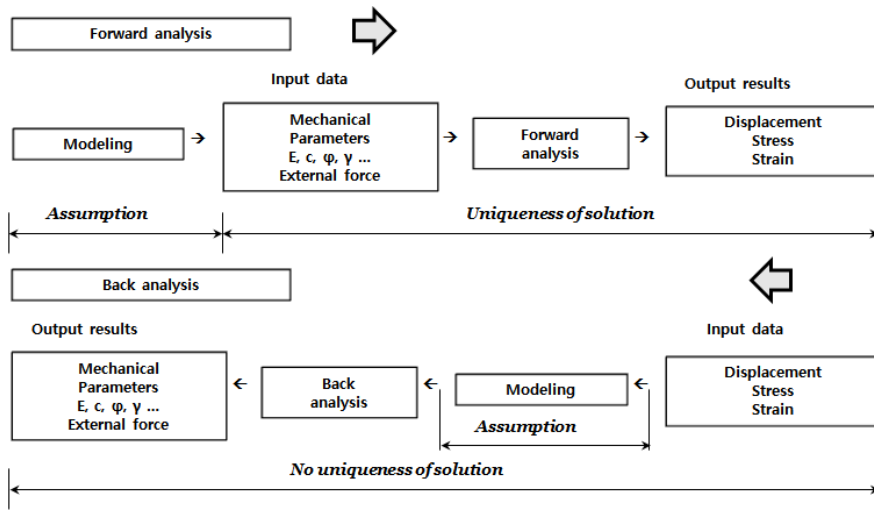 Forward analysis
Input data
Output results
Modeling
→
Mechanical
Parameters
E, c, φ, γ ...
External force
→
Forward
analysis
→
Displacement
Stress
Strain
Assumption
Uniqueness of solution
Back analysis
Output results
Input data
Mechanical
Parameters
E, c, φ, γ ...
External force
←
Back
analysis
←
Modeling
←
Displacement
Stress
Strain
Assumption
No uniqueness of solution